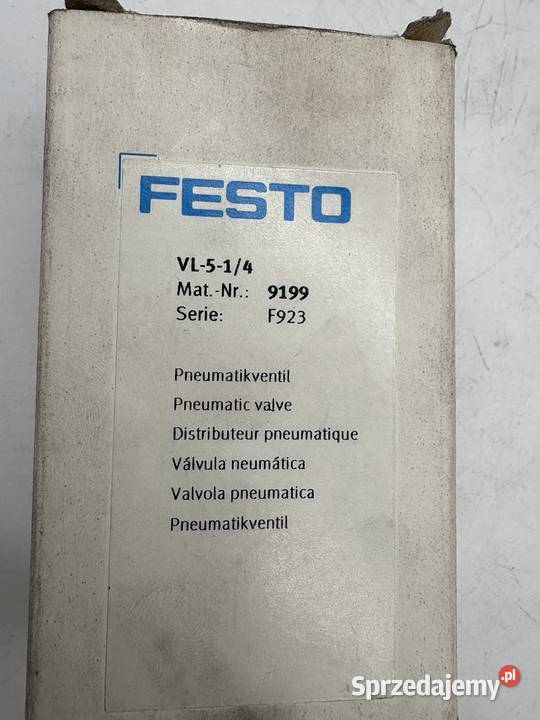 FESTO
VL-5-1/4
Mat.-Nr.: 9199
Serie: F923
Pneumatikventil
Pneumatic valve
Distributeur pneumatique
Válvula neumática
Valvola pneumatica
Pneumatikventil
Sprzedajemy.pl